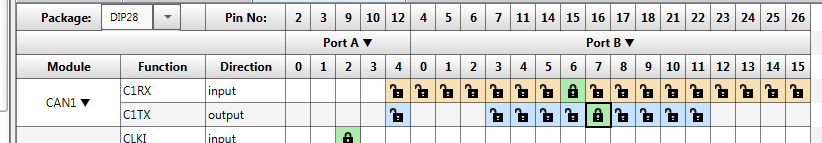 Package: DIP28 Pin No: 2 3 9 10 12 4 5 6 7 11 14 15 16 17 18 21 22 23 24 25 26
Port A ▼ Port B ▼
Module Function Direction 0 1 2 3 4 0 1 2 3 4 5 6 7 8 9 10 11 12 13 14 15
CAN1 ▼ C1RX input
C1TX output
CLKI input